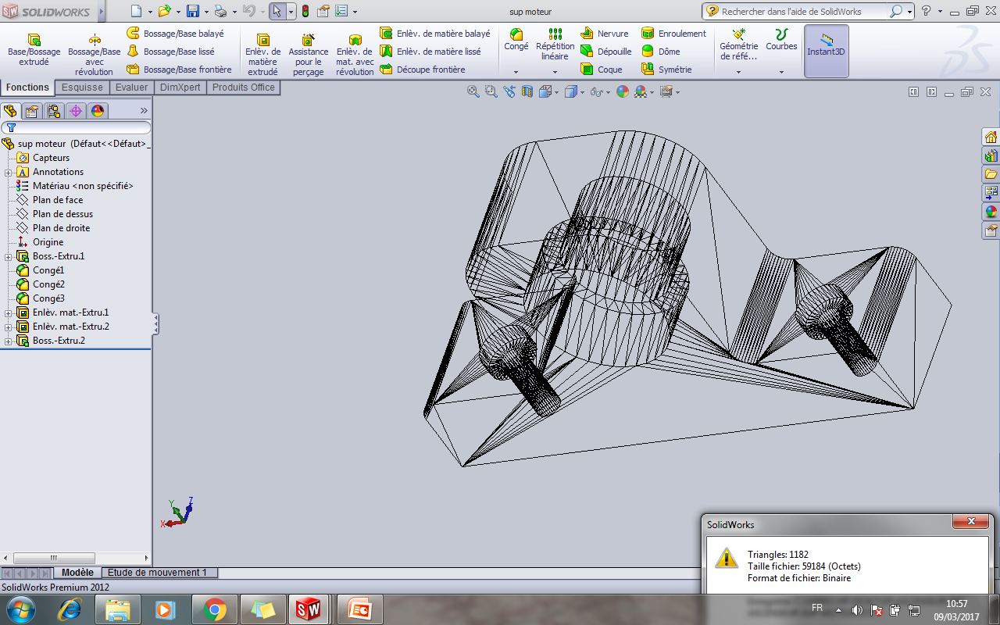 SOLIDWORKS
sup moteur
Rechercher dans l'aide de SolidWorks
Base/Bossage extrudé
Bossage/Base avec révolution
Bossage/Base balayé
Bossage/Base lissé
Bossage/Base frontière
Enlèv. de matière extrudé
Assistance pour le perçage
Enlèv. de mat. avec révolution
Enlèv. de matière balayé
Enlèv. de matière lissé
Découpe frontière
Congé
Répétition linéaire
Nervure
Dépouille
Coque
Enroulement
Dôme
Symétrie
Géométrie de réfé...
Courbes
Instant3D
Fonctions
Esquisse
Evaluer
DimXpert
Produits Office
sup moteur (Défaut<<Défaut>_
Capteurs
Annotations
Matériau <non spécifié>
Plan de face
Plan de dessus
Plan de droite
Origine
Boss.-Extru.1
Congé1
Congé2
Congé3
Enlèv. mat.-Extru.1
Enlèv. mat.-Extru.2
Boss.-Extru.2
Y
Z
X
SolidWorks
Triangles: 1182
Taille fichier: 59184 (Octets)
Format de fichier: Binaire
Modèle
Etude de mouvement 1
SolidWorks Premium 2012
FR
10:57
09/03/2017